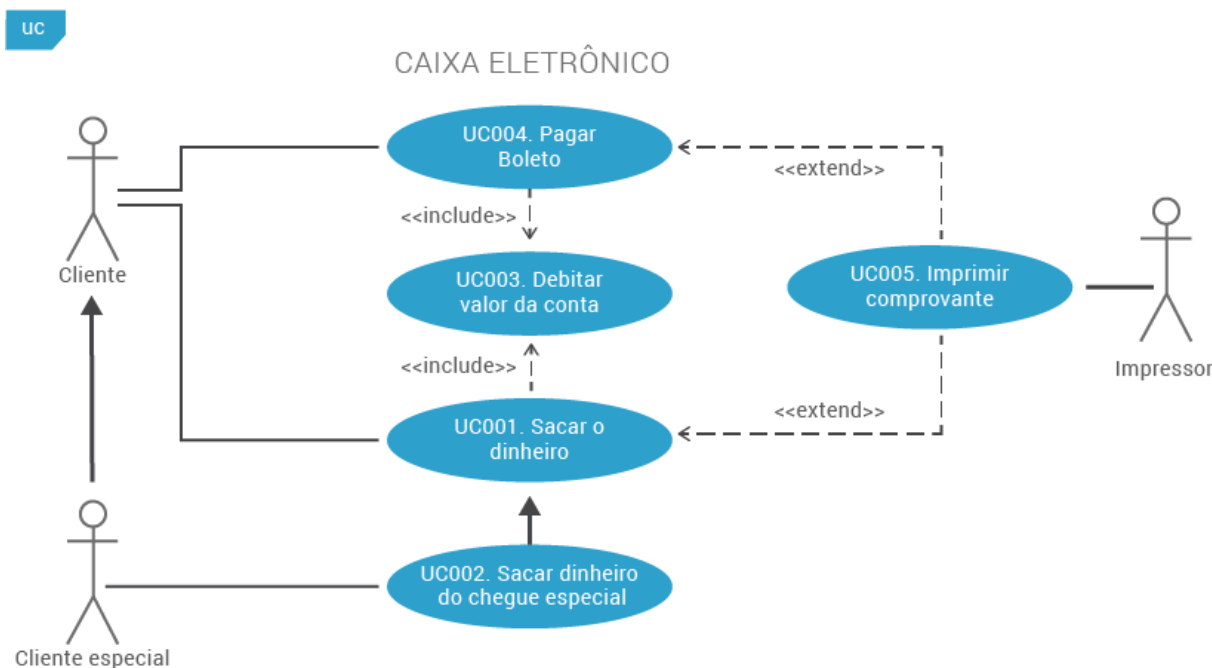 uc
CAIXA ELETRÔNICO
UC004. Pagar
Boleto
<<extend>>
<<include>>
Cliente
UC003. Debitar
valor da conta
UC005. Imprimir
comprovante
Impressor
<<include>>
<<extend>>
UC001. Sacar o
dinheiro
UC002. Sacar dinheiro
do chegue especial
Cliente especial